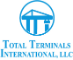 TOTAL TERMINALS
INTERNATIONAL, LLC